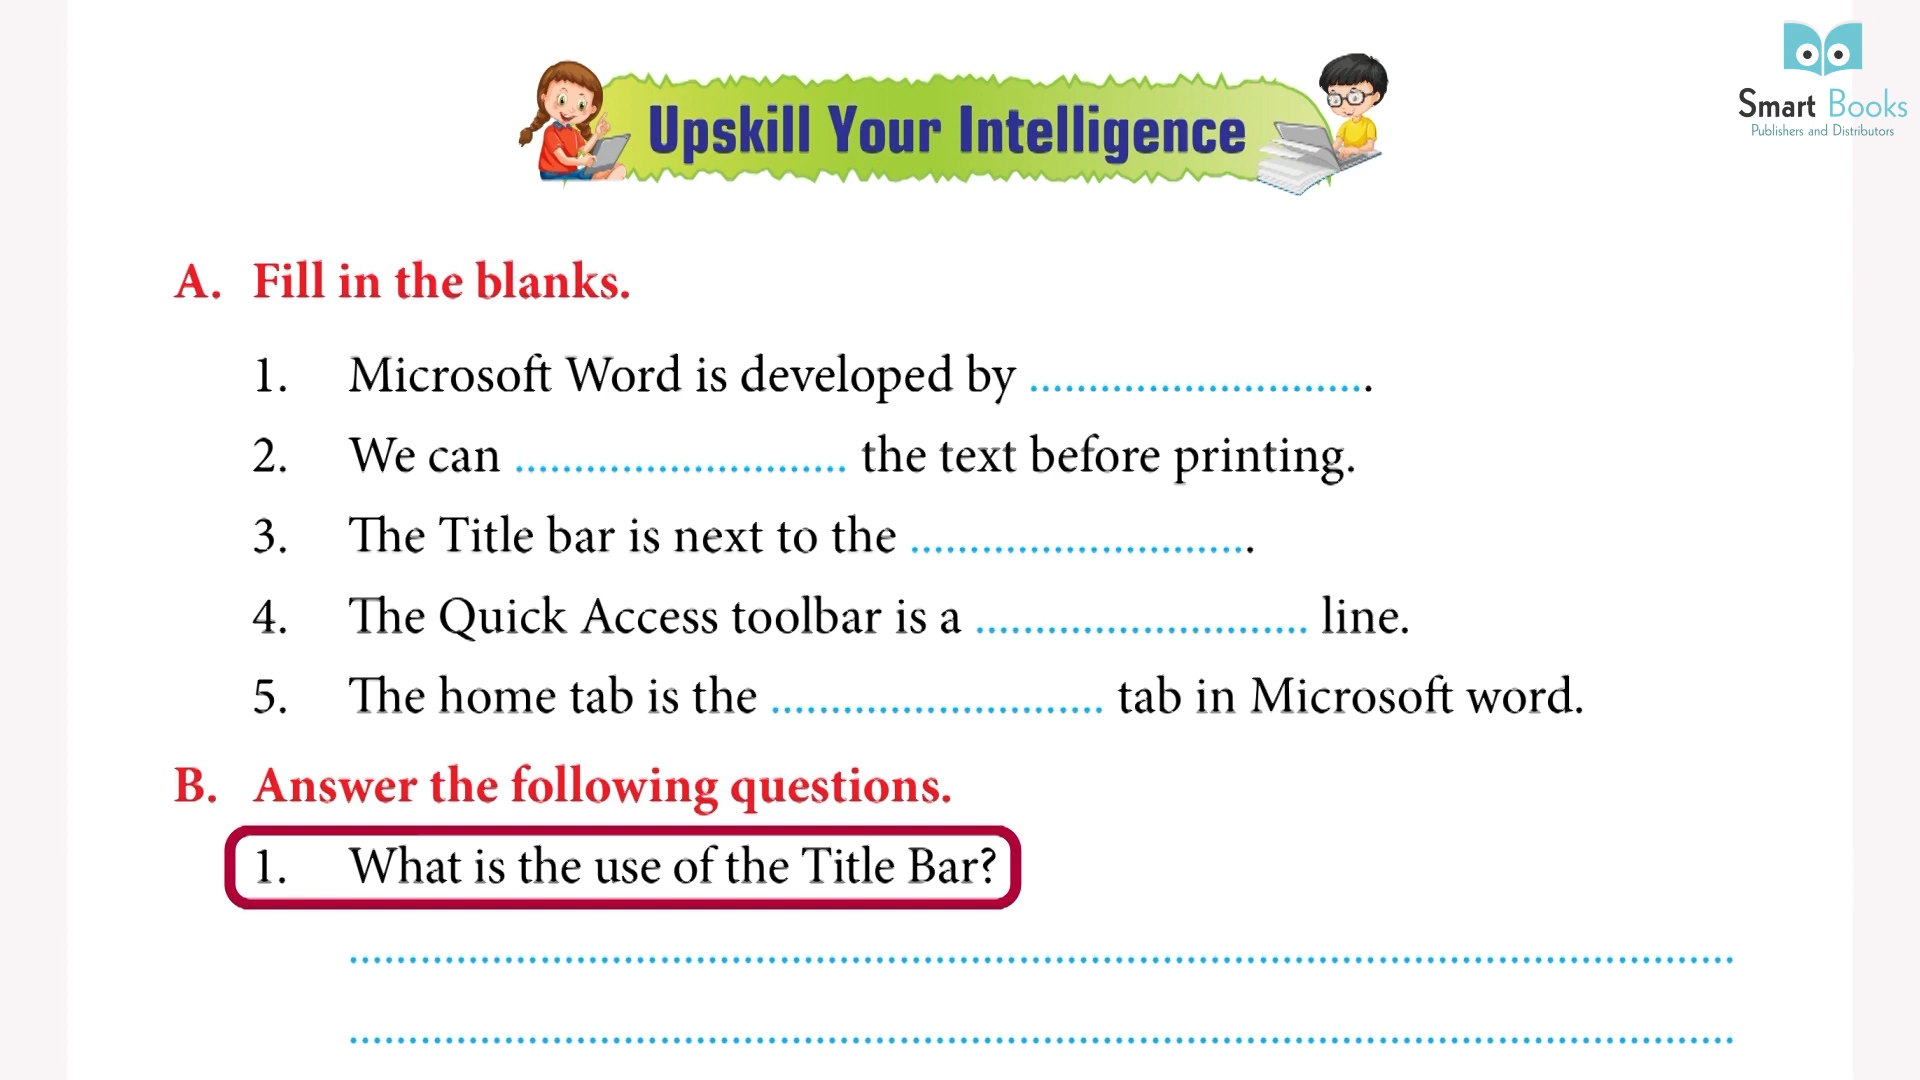 Smart Books
Publishers and Distributors
Upskill Your Intelligence
A. Fill in the blanks.
1. Microsoft Word is developed by ............................
2. We can ............................ the text before printing.
3. The Title bar is next to the ............................
4. The Quick Access toolbar is a ............................ line.
5. The home tab is the ............................ tab in Microsoft word.
B. Answer the following questions.
1. What is the use of the Title Bar?